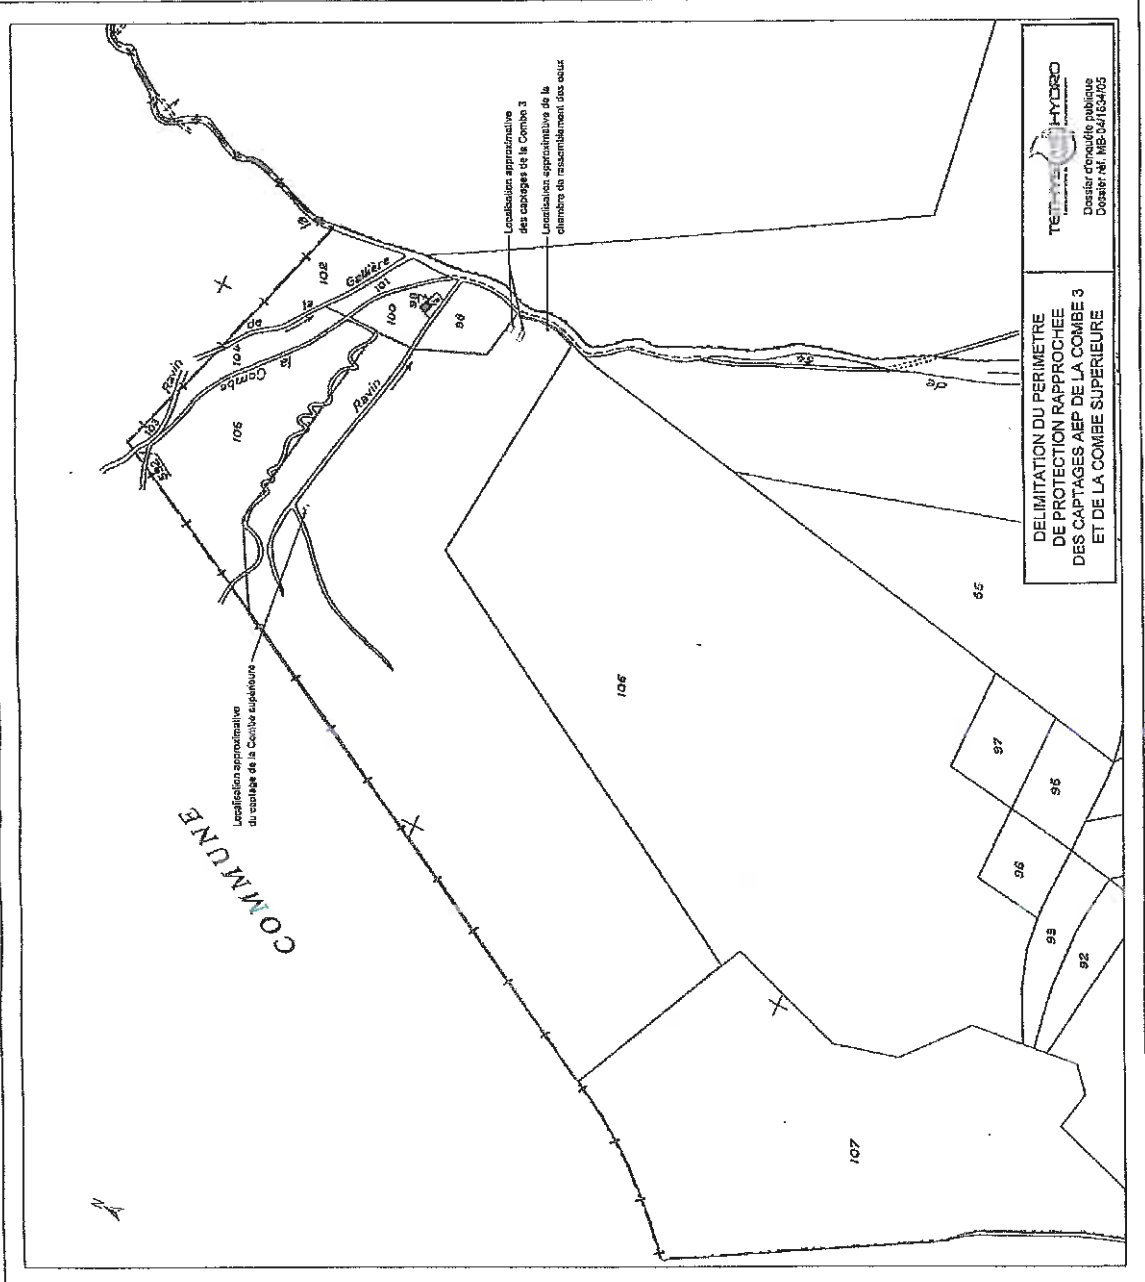 COMMUNE
Localisation approximative
du captage de la Combe supérieure
Localisation approximative
des captages de la Combe 3
Localisation approximative de la
chambre de rassemblement des eaux
Ravin
de
la
Gallière
Combe
la
Ravin
de
102
104
103
101
105
100
99
98
106
107
65
97
95
96
93
92
N
DELIMITATION DU PERIMETRE
DE PROTECTION RAPPROCHEE
DES CAPTAGES AEP DE LA COMBE 3
ET DE LA COMBE SUPERIEURE
HYDRO
Dossier d'enquête publique
Dossier réf. MB-04/1634/05